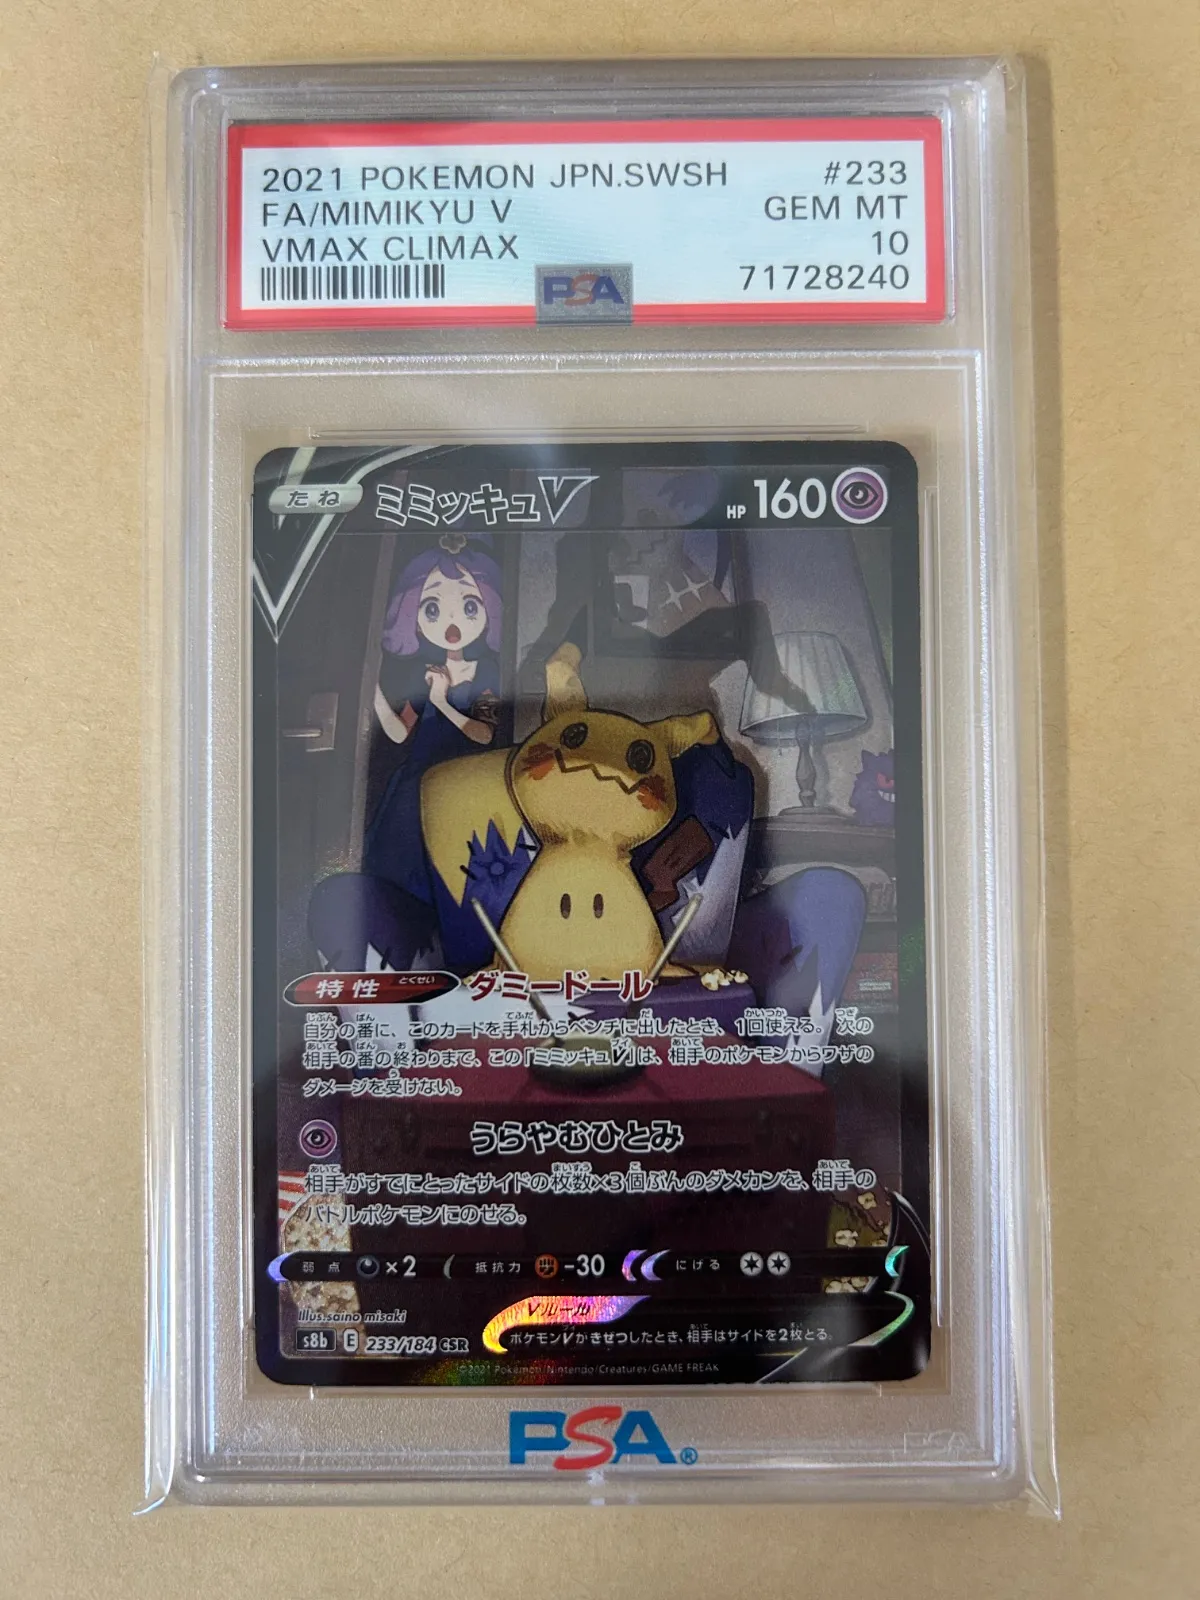 2021 POKEMON JPN.SWSH #233
FA/MIMIKYU V GEM MT
VMAX CLIMAX 10
71728240
PSA
たね ミミッキュV HP 160
特性 とくせい ダミードール
自分の番に、このカードを手札からベンチに出したとき、1回使える。次の
相手の番の終わりまで、この「ミミッキュV」は、相手のポケモンからワザの
ダメージを受けない。
うらやむひとみ
相手がすでにとったサイドの枚数×3個ぶんのダメカンを、相手の
バトルポケモンにのせる。
弱点 ×2 抵抗力 -30 にげる
Illus.saino misaki
Vルール
ポケモンVがきぜつしたとき、相手はサイドを2枚とる。
s8b E 233/184 CSR
©2021 Pokémon/Nintendo/Creatures/GAME FREAK
PSA®
PSA